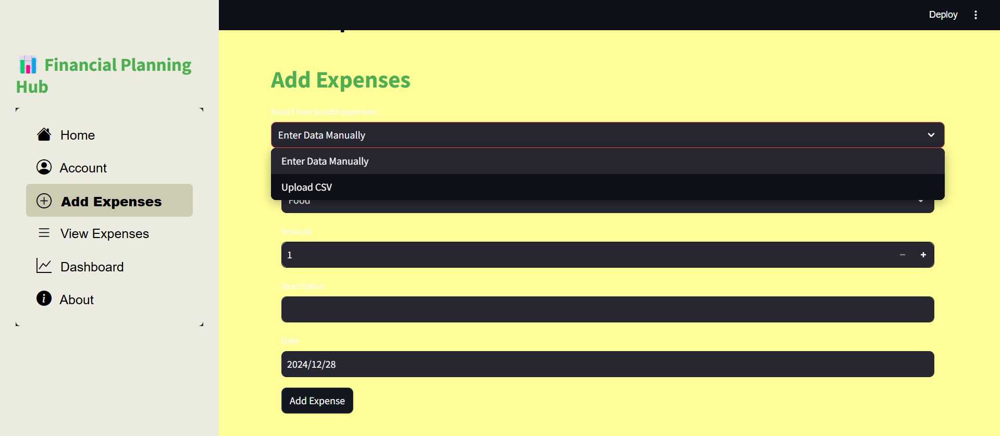 Deploy
Financial Planning
Hub
Home
Account
Add Expenses
View Expenses
Dashboard
About
Add Expenses
Select how to add expenses:
Enter Data Manually
Enter Data Manually
Upload CSV
Food
Amount
1
Description
Date
2024/12/28
Add Expense